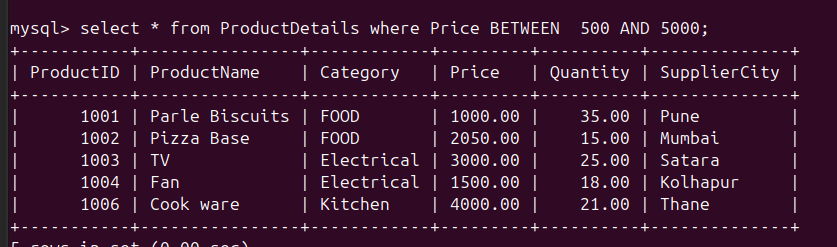 mysql> select * from ProductDetails where Price BETWEEN  500 AND 5000;
+-----------+----------------+------------+---------+----------+--------------+
| ProductID | ProductName    | Category   | Price   | Quantity | SupplierCity |
+-----------+----------------+------------+---------+----------+--------------+
|      1001 | Parle Biscuits | FOOD       | 1000.00 |    35.00 | Pune         |
|      1002 | Pizza Base     | FOOD       | 2050.00 |    15.00 | Mumbai       |
|      1003 | TV             | Electrical | 3000.00 |    25.00 | Satara       |
|      1004 | Fan            | Electrical | 1500.00 |    18.00 | Kolhapur     |
|      1006 | Cook ware      | Kitchen    | 4000.00 |    21.00 | Thane        |
+-----------+----------------+------------+---------+----------+--------------+
5 rows in set (0.00 sec)